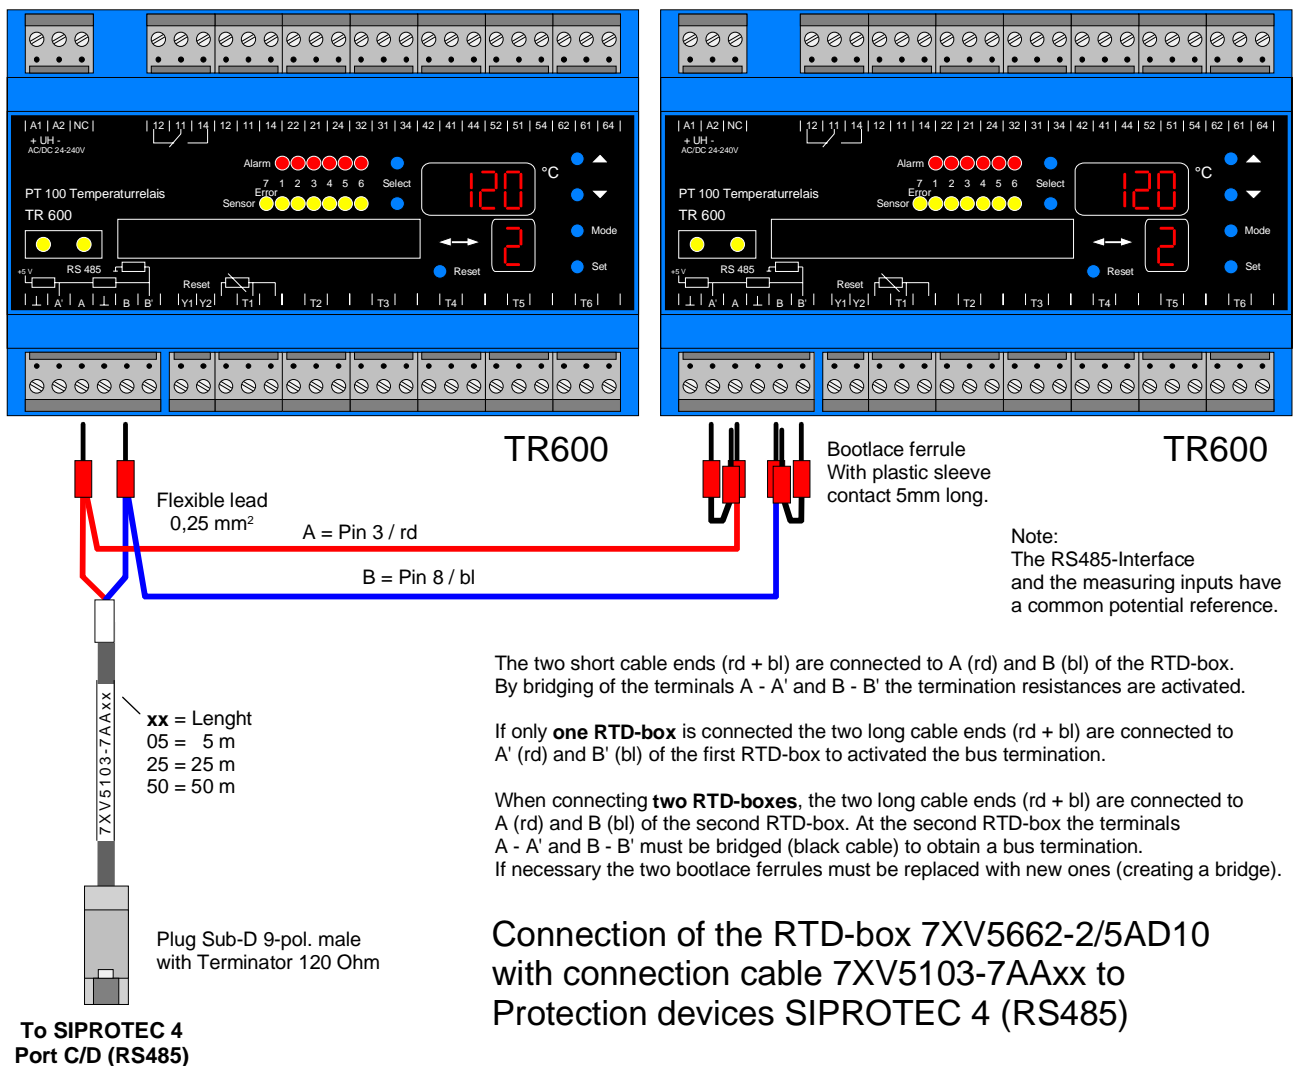 | A1 | A2 | NC |
| 12 | 11 | 14 | 12 | 11 | 14 | 22 | 21 | 24 | 32 | 31 | 34 | 42 | 41 | 44 | 52 | 51 | 54 | 62 | 61 | 64 |
+ UH -
AC/DC 24-240V
Alarm
°C
7 1 2 3 4 5 6
Error
Sensor
Select
120
PT 100 Temperaturrelais
TR 600
Mode
2
+5 V
RS 485
Reset
Reset
Set
⊥ | A' | A | ⊥ | B | B' |
| Y1 | Y2 | T1 | T2 | T3 | T4 | T5 | T6 |
| A1 | A2 | NC |
| 12 | 11 | 14 | 12 | 11 | 14 | 22 | 21 | 24 | 32 | 31 | 34 | 42 | 41 | 44 | 52 | 51 | 54 | 62 | 61 | 64 |
+ UH -
AC/DC 24-240V
Alarm
°C
7 1 2 3 4 5 6
Error
Sensor
Select
120
PT 100 Temperaturrelais
TR 600
Mode
2
+5 V
RS 485
Reset
Reset
Set
⊥ | A' | A | ⊥ | B | B' |
| Y1 | Y2 | T1 | T2 | T3 | T4 | T5 | T6 |
TR600
TR600
Bootlace ferrule
With plastic sleeve
contact 5mm long.
Flexible lead
0,25 mm²
A = Pin 3 / rd
B = Pin 8 / bl
Note:
The RS485-Interface
and the measuring inputs have
a common potential reference.
The two short cable ends (rd + bl) are connected to A (rd) and B (bl) of the RTD-box.
By bridging of the terminals A - A' and B - B' the termination resistances are activated.
If only one RTD-box is connected the two long cable ends (rd + bl) are connected to
A' (rd) and B' (bl) of the first RTD-box to activated the bus termination.
When connecting two RTD-boxes, the two long cable ends (rd + bl) are connected to
A (rd) and B (bl) of the second RTD-box. At the second RTD-box the terminals
A - A' and B - B' must be bridged (black cable) to obtain a bus termination.
If necessary the two bootlace ferrules must be replaced with new ones (creating a bridge).
7XV5103-7AAxx
xx = Lenght
05 = 5 m
25 = 25 m
50 = 50 m
Plug Sub-D 9-pol. male
with Terminator 120 Ohm
Connection of the RTD-box 7XV5662-2/5AD10
with connection cable 7XV5103-7AAxx to
Protection devices SIPROTEC 4 (RS485)
To SIPROTEC 4
Port C/D (RS485)